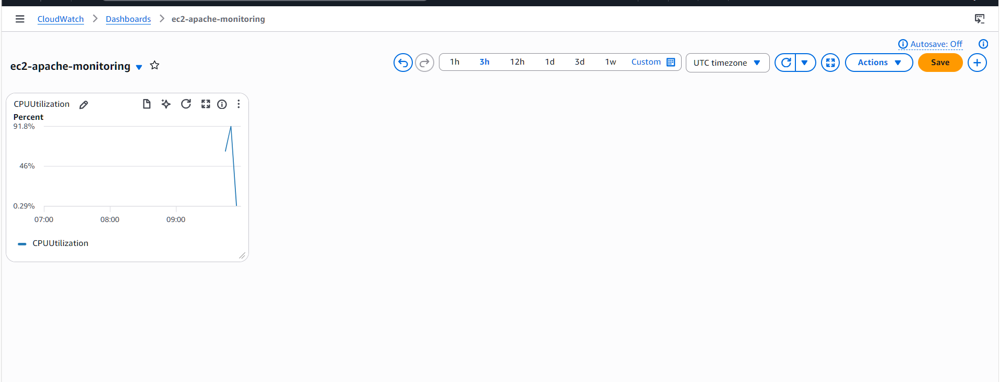 CloudWatch > Dashboards > ec2-apache-monitoring
Autosave: Off
ec2-apache-monitoring
1h 3h 12h 1d 3d 1w Custom UTC timezone Actions Save
CPUUtilization
Percent
91.8%
46%
0.29%
07:00 08:00 09:00
CPUUtilization